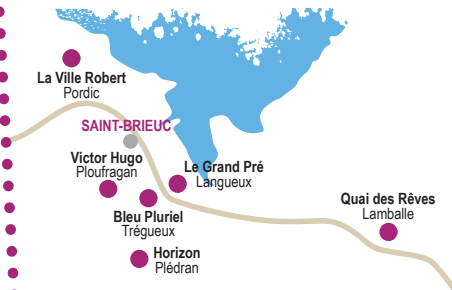 La Ville Robert
Pordic
SAINT-BRIEUC
Victor Hugo
Ploufragan
Le Grand Pré
Langueux
Bleu Pluriel
Trégueux
Quai des Rêves
Lamballe
Horizon
Plédran